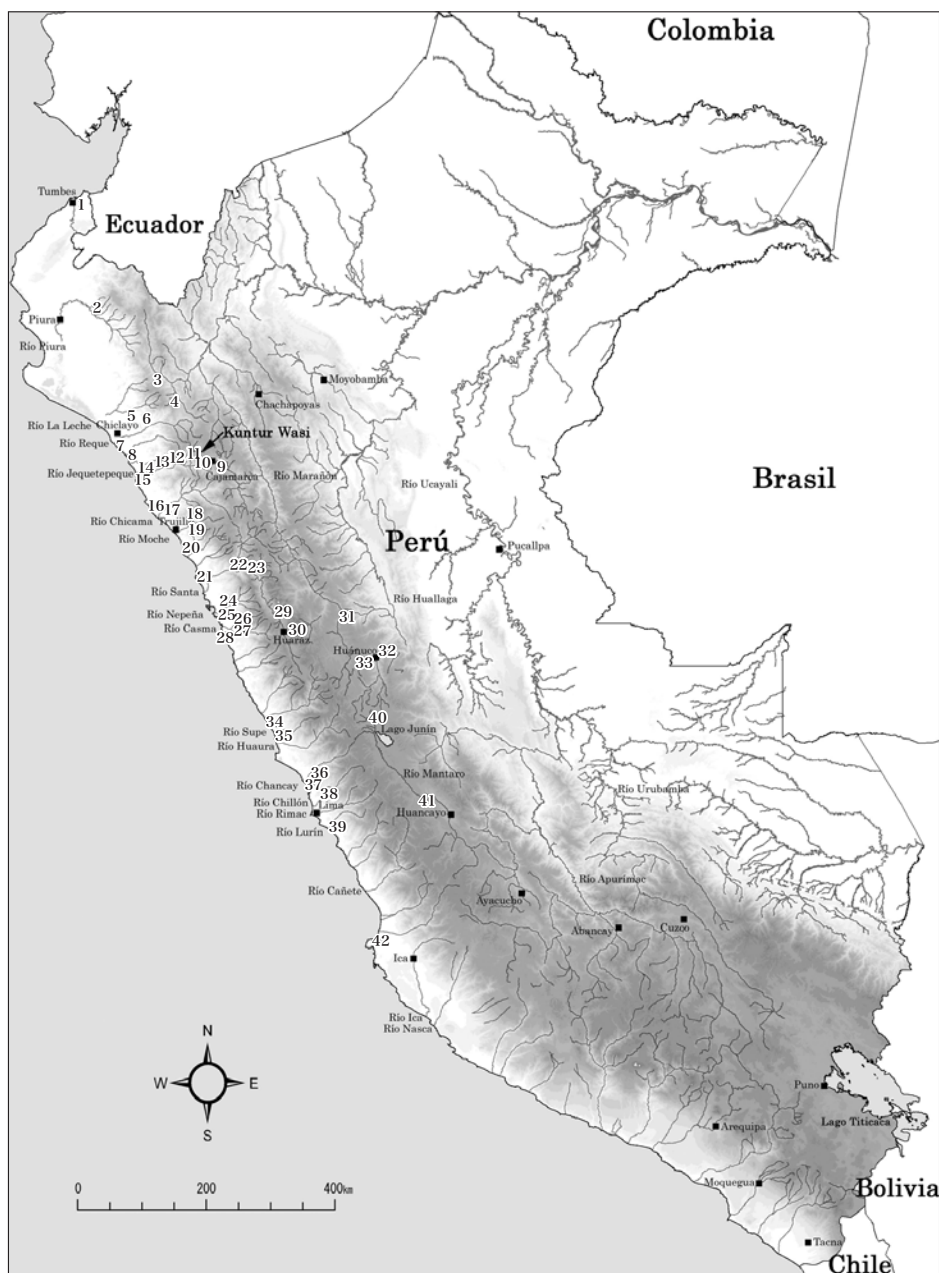 Colombia
Tumbes
1
Ecuador
2
Piura
Río Piura
3
Moyobamba
4
Chachapoyas
5
6
Río La Leche Chiclayo
Kuntur Wasi
Río Reque
7
8
11
12
13
10
9
14
Río Jequetepeque
Cajamarca
Río Marañón
15
Río Ucayali
Brasil
16
17
18
Río Chicama
19
Río Moche
20
Perú
Pucallpa
22
23
21
Río Santa
24
Río Huallaga
Río Nepeña
25
26
29
31
Río Casma
27
28
30
Huaraz
Huánuco
32
33
34
40
Río Supe
35
Lago Junín
Río Huaura
36
Río Mantaro
Río Chancay
37
38
Río Urubamba
Río Chillón
Lima
41
Río Rimac
Huancayo
39
Río Lurín
Río Apurímac
Río Cañete
Ayacucho
Abancay
Cuzco
42
Ica
Río Ica
Río Nasca
N
W
E
S
Puno
Lago Titicaca
Arequipa
Moquegua
Bolivia
0
200
400km
Tacna
Chile